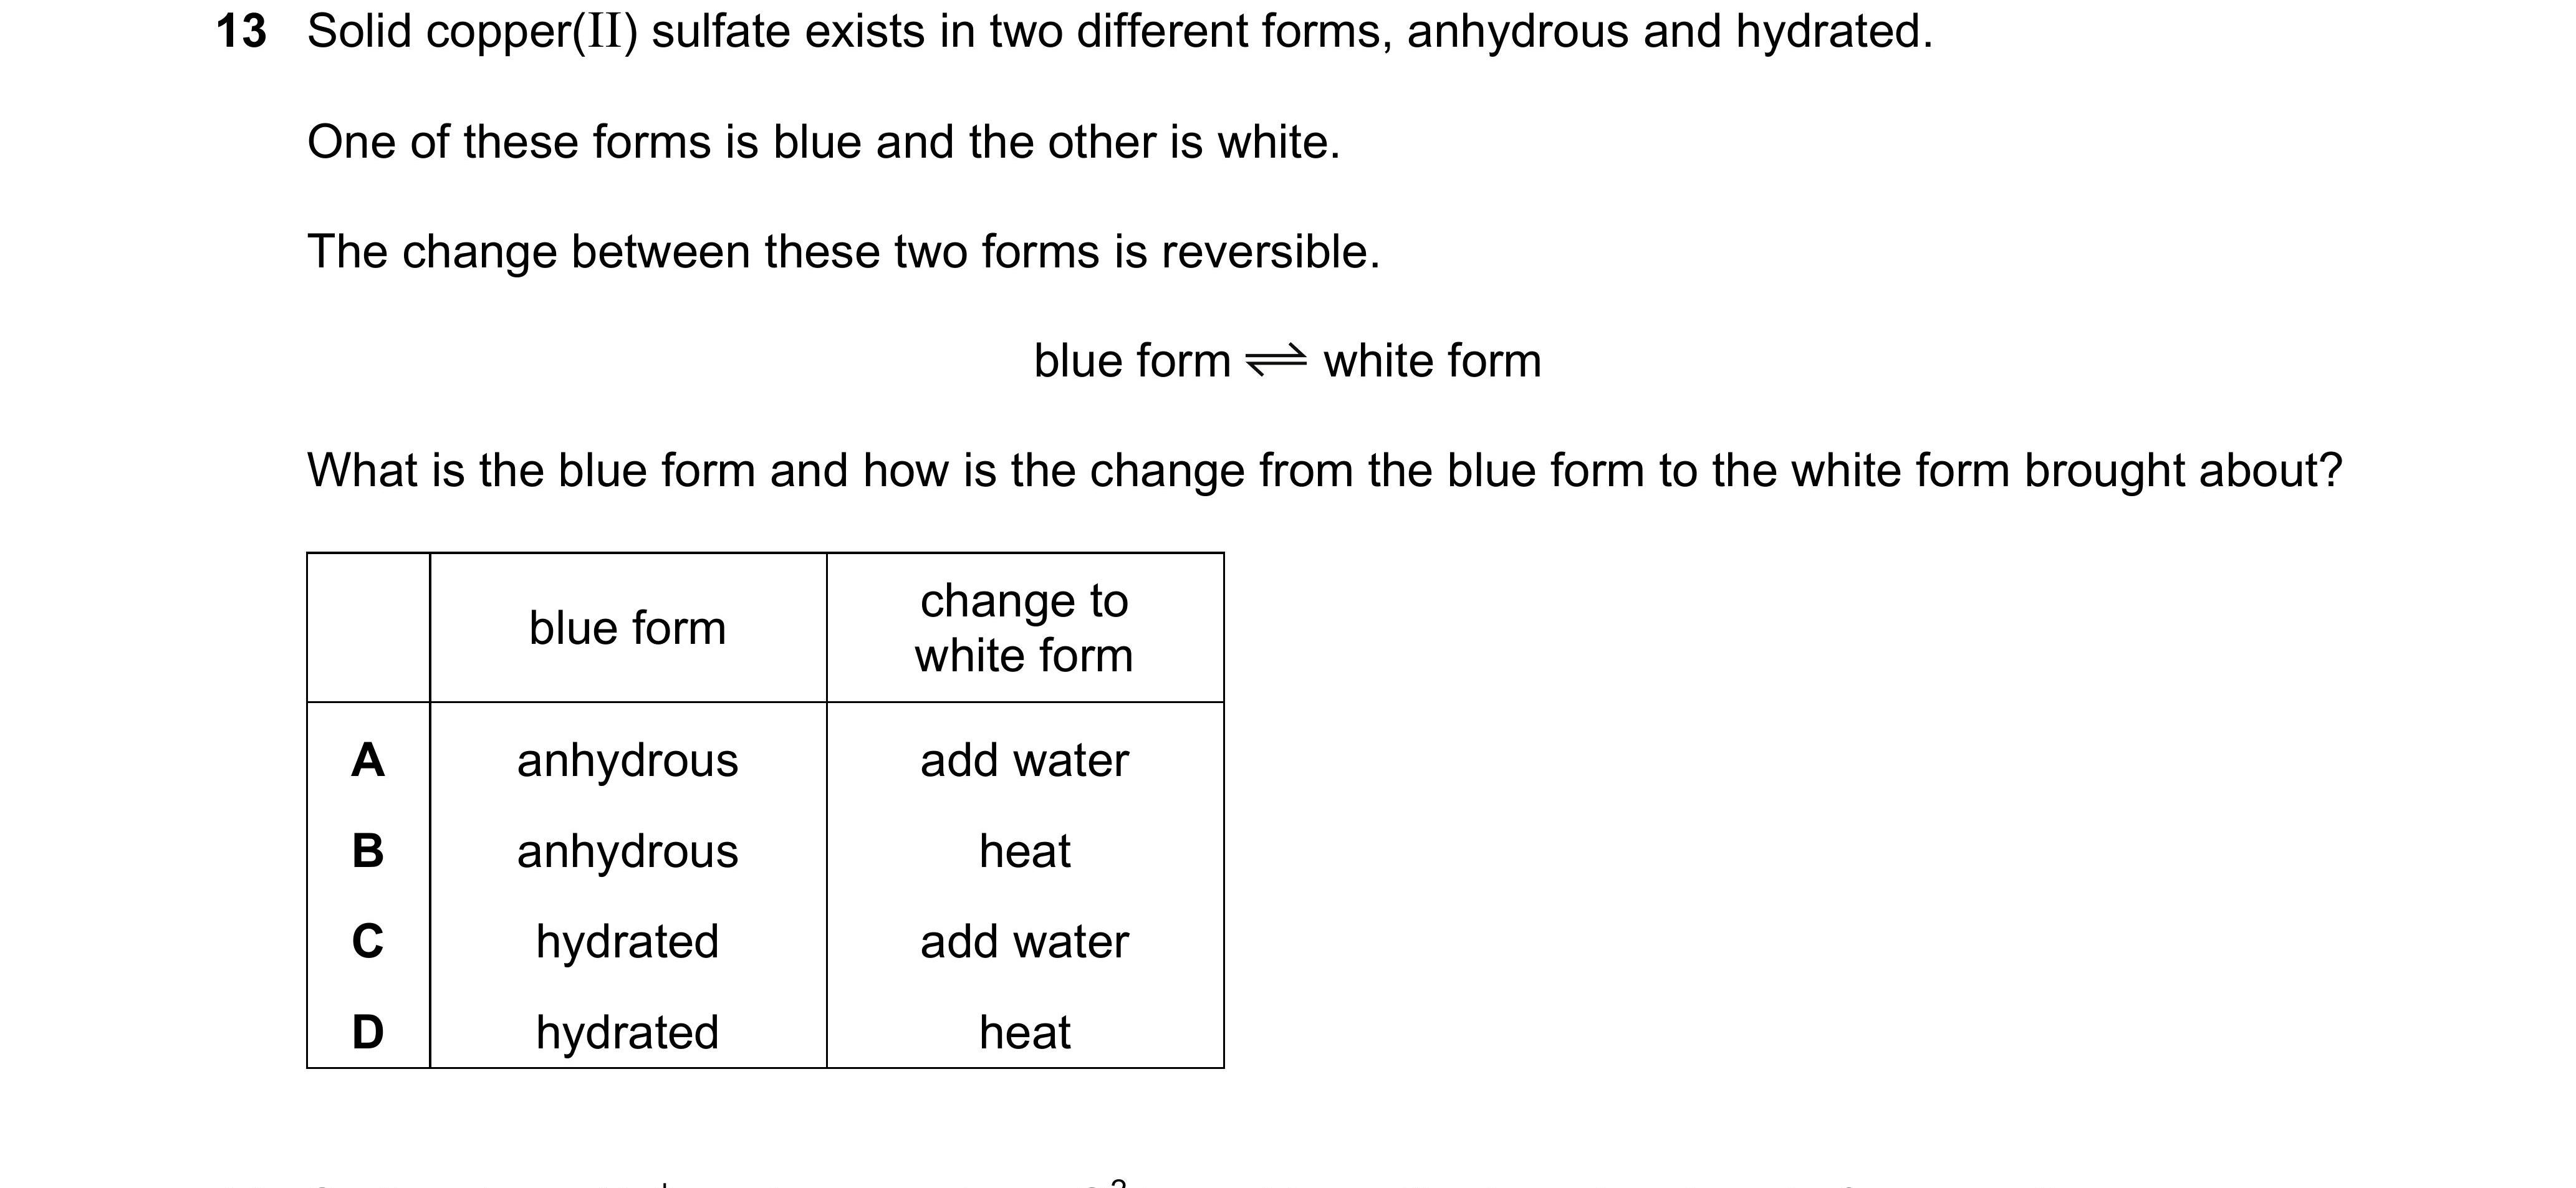 13 Solid copper(II) sulfate exists in two different forms, anhydrous and hydrated.
One of these forms is blue and the other is white.
The change between these two forms is reversible.
blue form ⇌ white form
What is the blue form and how is the change from the blue form to the white form brought about?
blue form change to white form
A anhydrous add water
B anhydrous heat
C hydrated add water
D hydrated heat